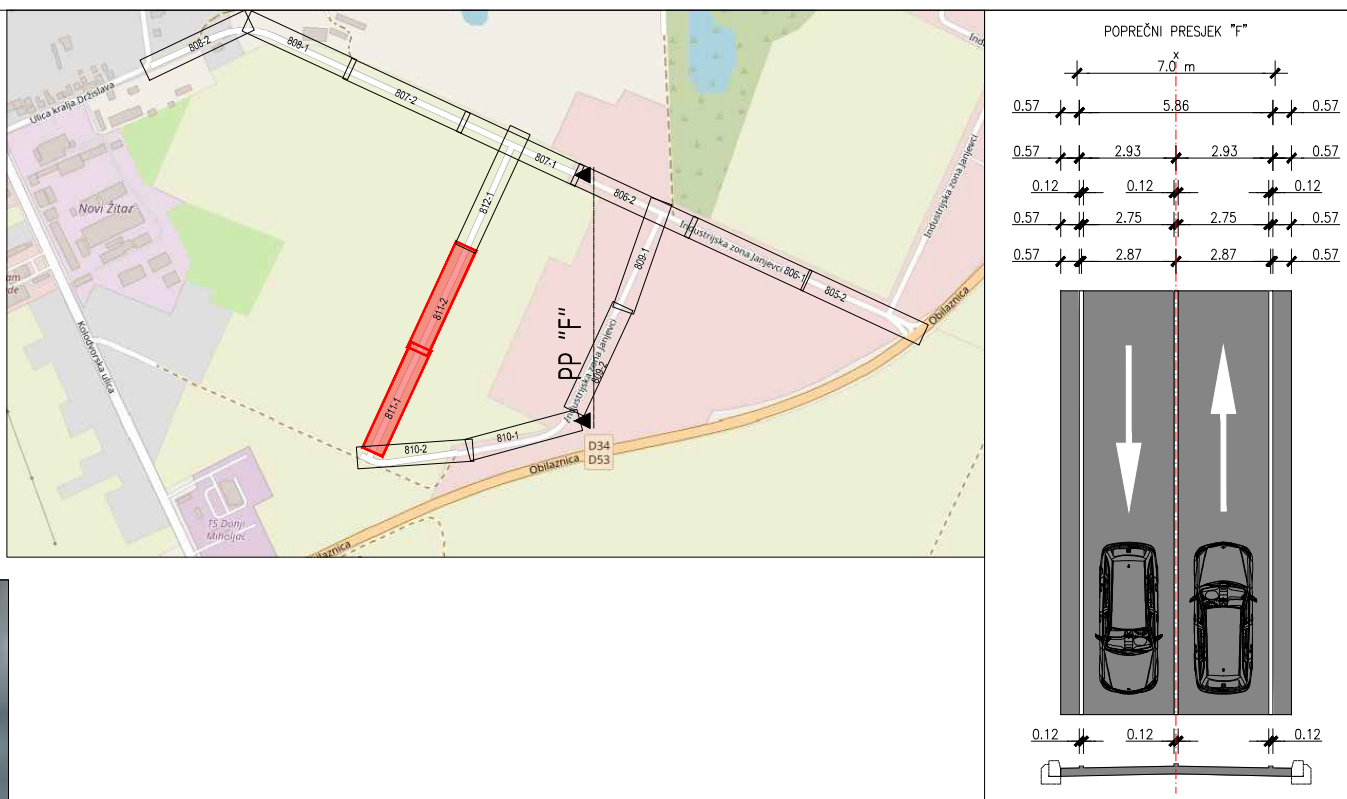 808-2
808-1
807-2
807-1
806-2
806-1
805-2
812-1
811-2
811-1
810-2
810-1
809-1
809-2
Ulica kralja Držislava
Novi Žitar
Kolodvorska ulica
TS Donji
Miholjac
Industrijska zona Janjevci
Industrijska zona Janjevci
Industrijska zona Janjevci
Obilaznica
Obilaznica
D34
D53
PP "F"
POPREČNI PRESJEK "F"
x
7.0 m
0.57 5.86 0.57
0.57 2.93 2.93 0.57
0.12 0.12 0.12
0.57 2.75 2.75 0.57
0.57 2.87 2.87 0.57
0.12 0.12 0.12